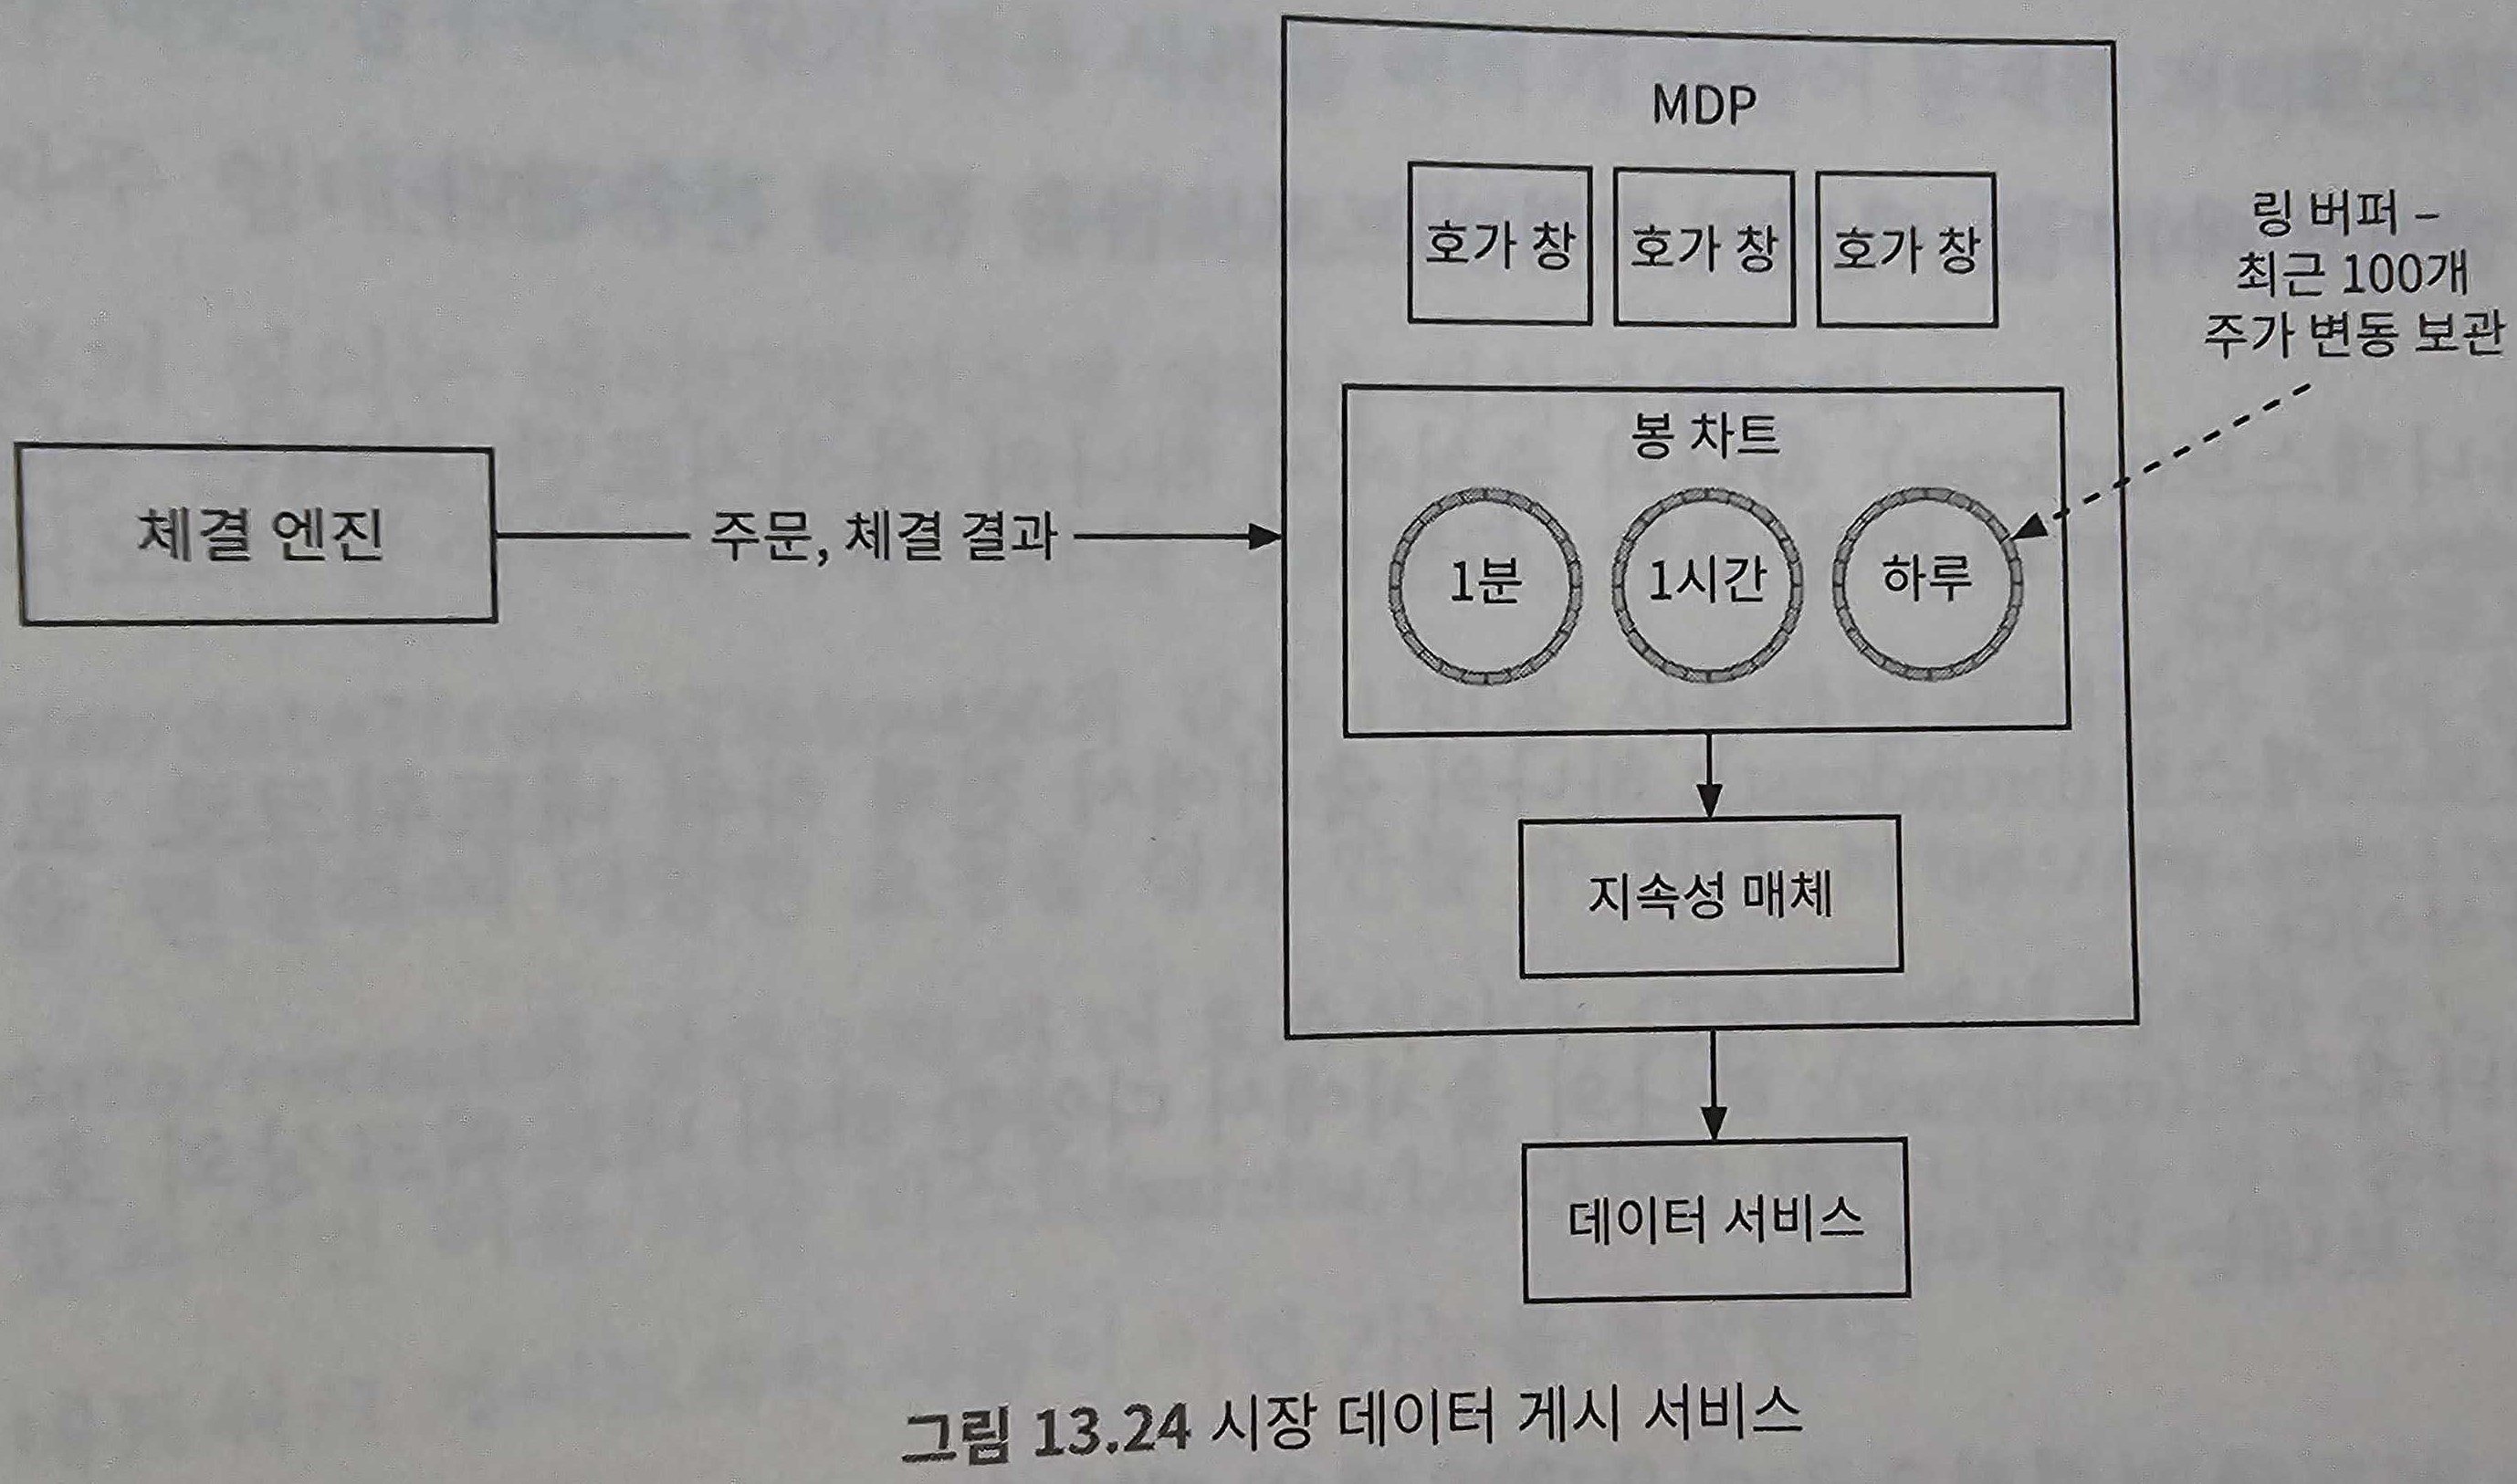 MDP
호가 창
호가 창
호가 창
링 버퍼 –
최근 100개
주가 변동 보관
봉 차트
체결 엔진
주문, 체결 결과
1분
1시간
하루
지속성 매체
데이터 서비스
그림 13.24 시장 데이터 게시 서비스